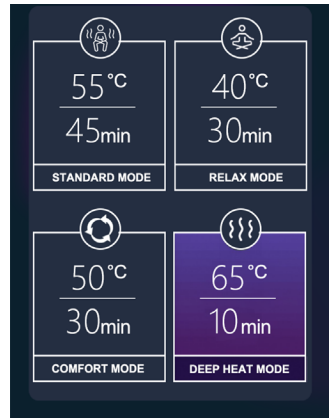 55°C
45min
STANDARD MODE
40°C
30min
RELAX MODE
50°C
30min
COMFORT MODE
65°C
10min
DEEP HEAT MODE